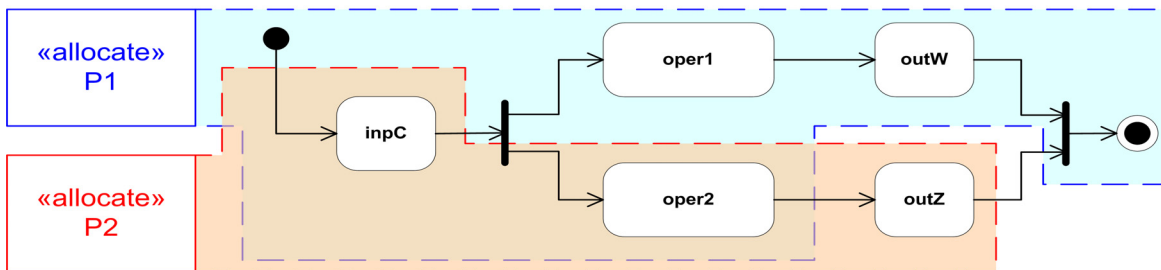 «allocate»
P1
oper1
outW
inpC
«allocate»
P2
oper2
outZ